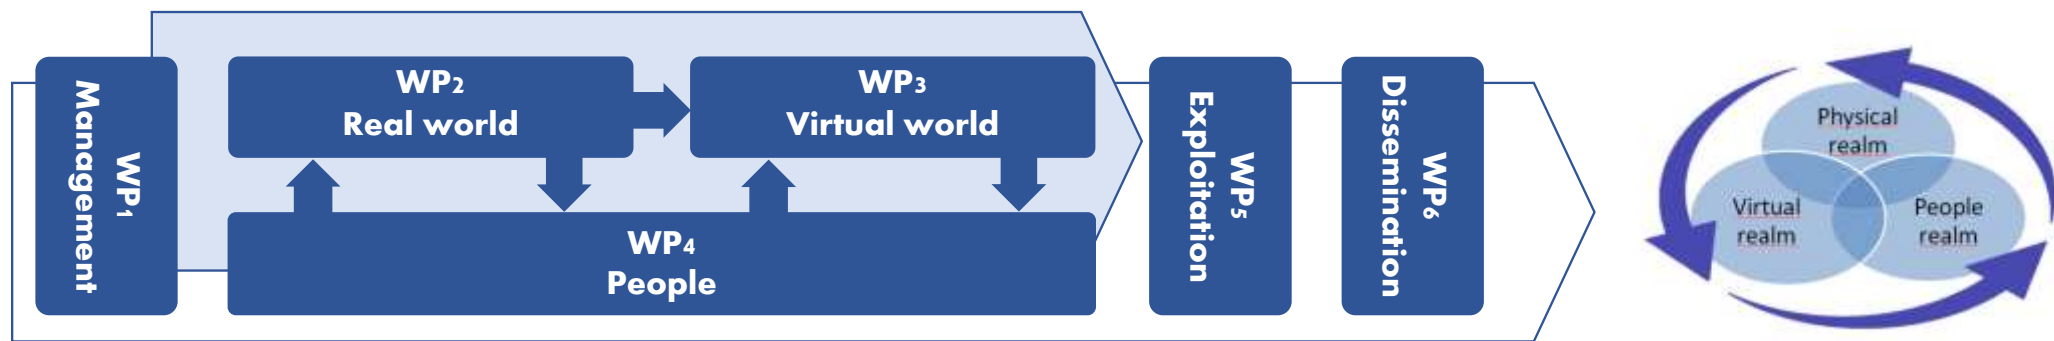 WP1
Management
WP2
Real world
WP3
Virtual world
WP4
People
WP5
Exploitation
WP6
Dissemination
Physical
realm
Virtual
realm
People
realm